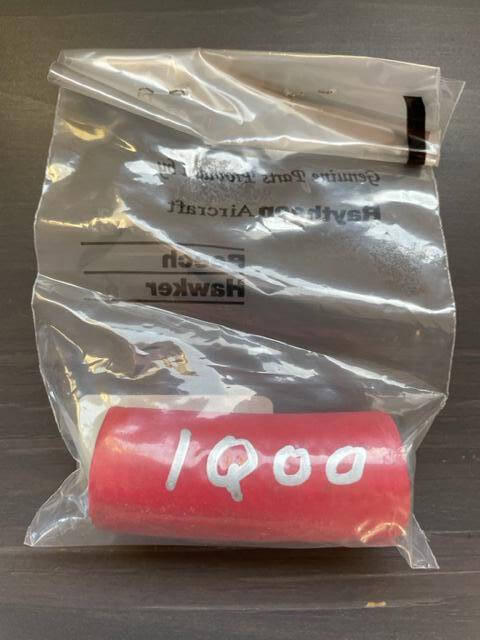 Genuine Parts Provided by
Raytheon Aircraft
Beech
Hawker
1Q00